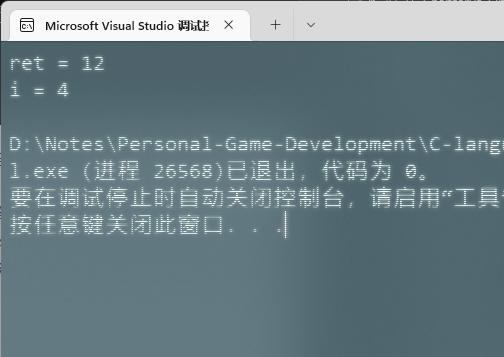 Microsoft Visual Studio 调试控
ret = 12
i = 4
D:\Notes\Personal-Game-Development\C-langu
1.exe (进程 26568)已退出，代码为 0。
要在调试停止时自动关闭控制台，请启用“工具”
按任意键关闭此窗口. . .